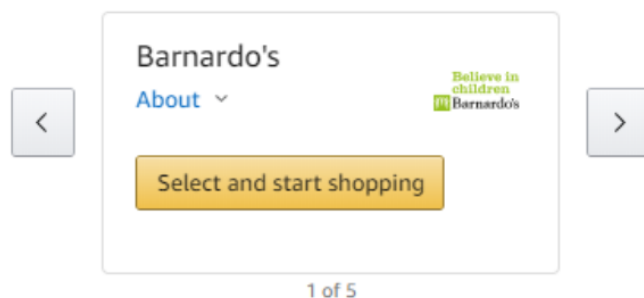 Barnardo's
About
Believe in
children
Barnardo's
Select and start shopping
1 of 5